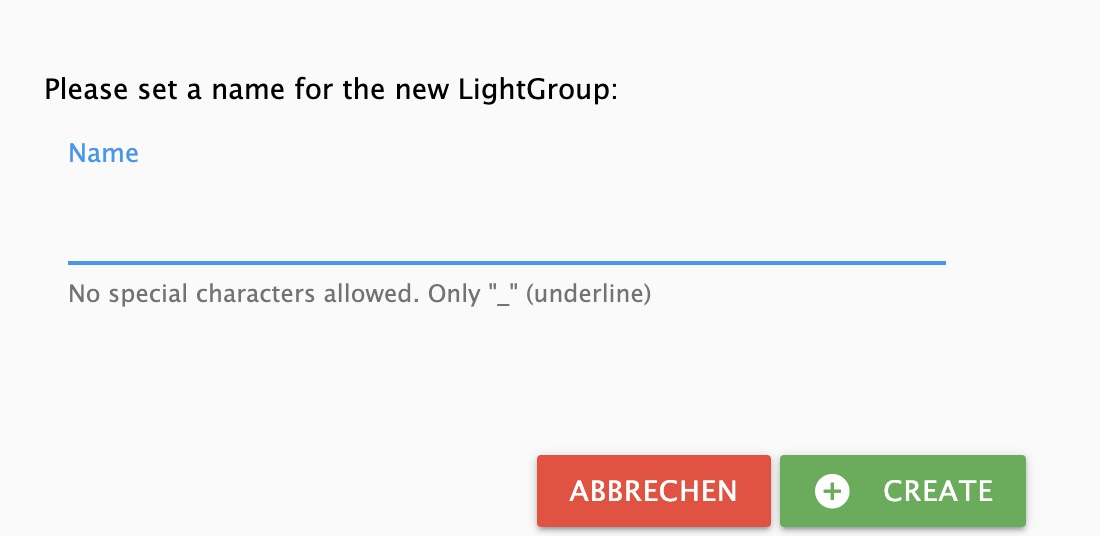 Please set a name for the new LightGroup:
Name
No special characters allowed. Only "_" (underline)
ABBRECHEN
CREATE